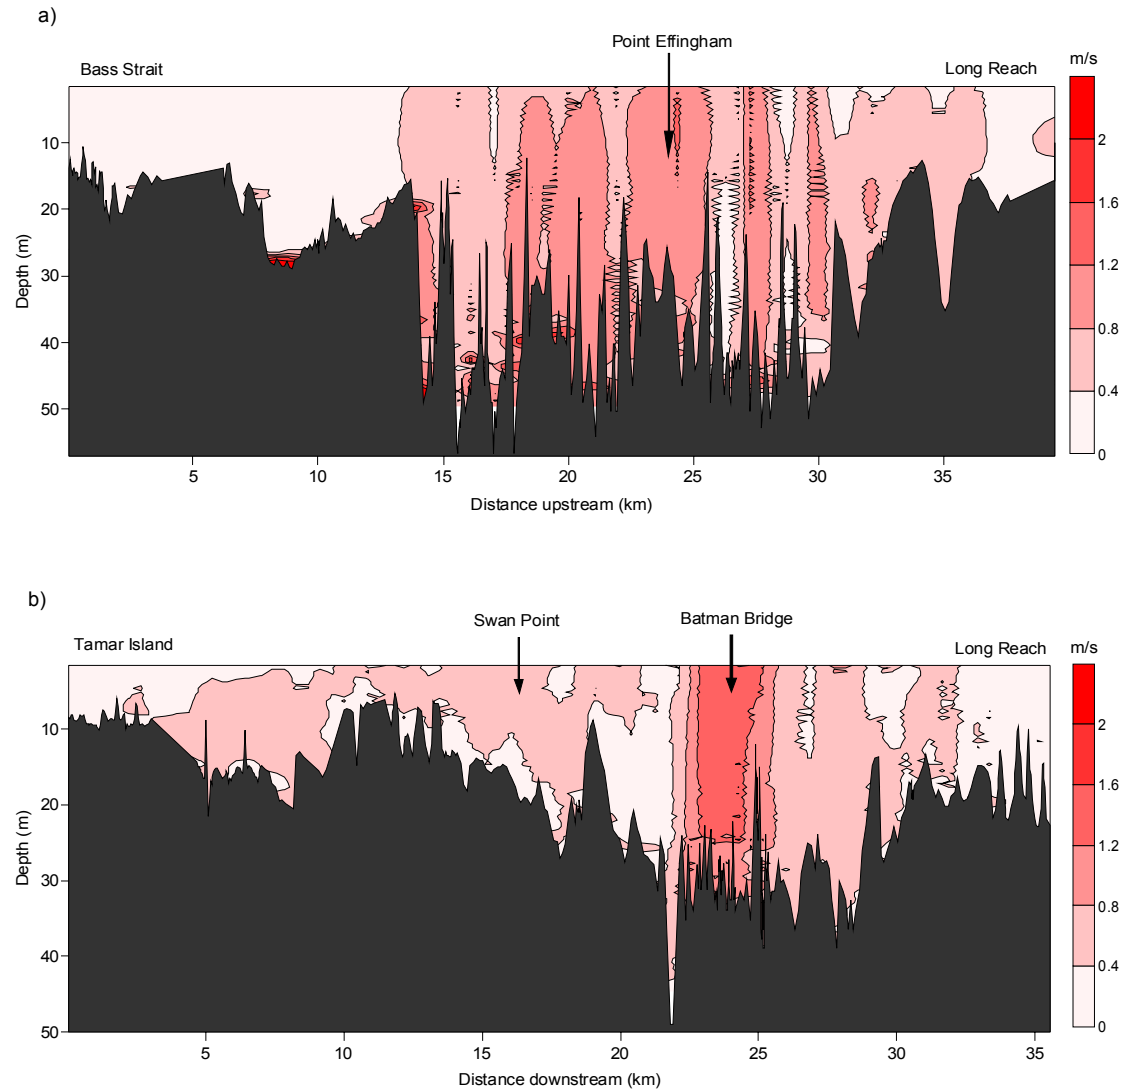 a)
Point Effingham
Bass Strait
Long Reach
m/s
10
20
30
40
50
Depth (m)
5
10
15
20
25
30
35
Distance upstream (km)
2
1.6
1.2
0.8
0.4
0
b)
Swan Point
Batman Bridge
Tamar Island
Long Reach
m/s
10
20
30
40
50
Depth (m)
5
10
15
20
25
30
35
Distance downstream (km)
2
1.6
1.2
0.8
0.4
0